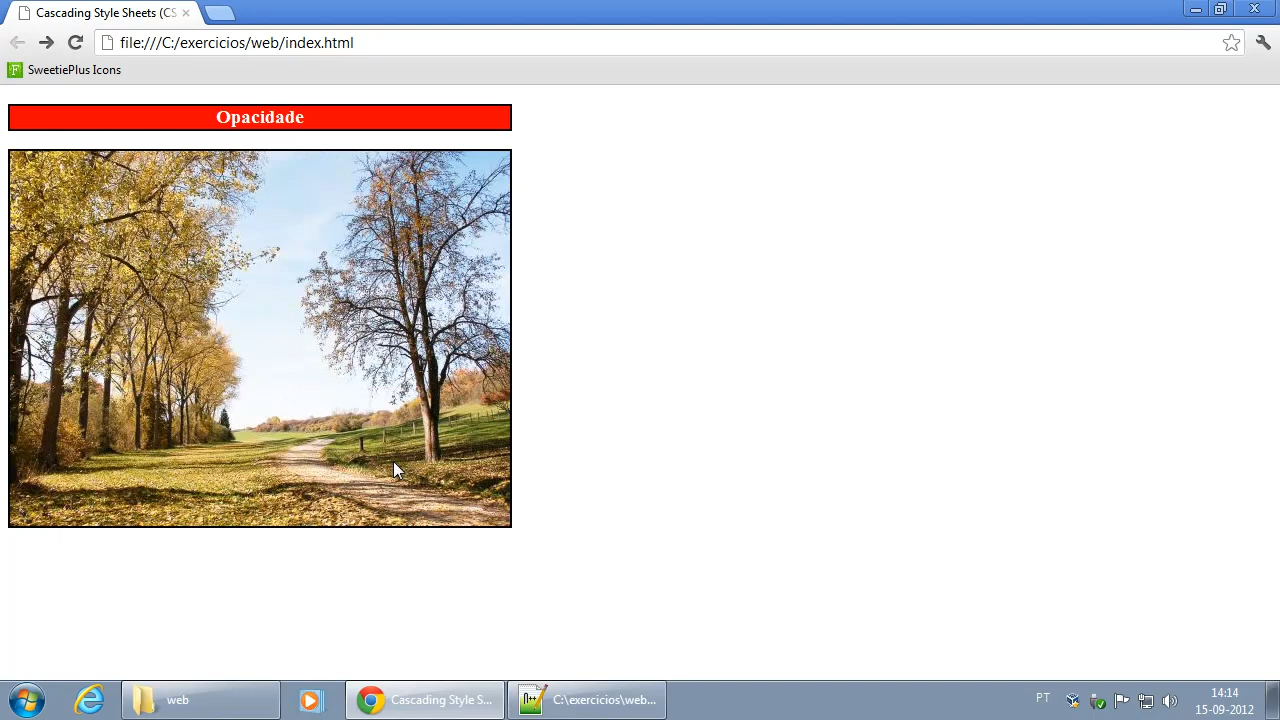 Cascading Style Sheets (CS
file:///C:/exercicios/web/index.html
SweetiePlus Icons
Opacidade
web
Cascading Style S...
C:\exercicios\web...
PT
14:14
15-09-2012